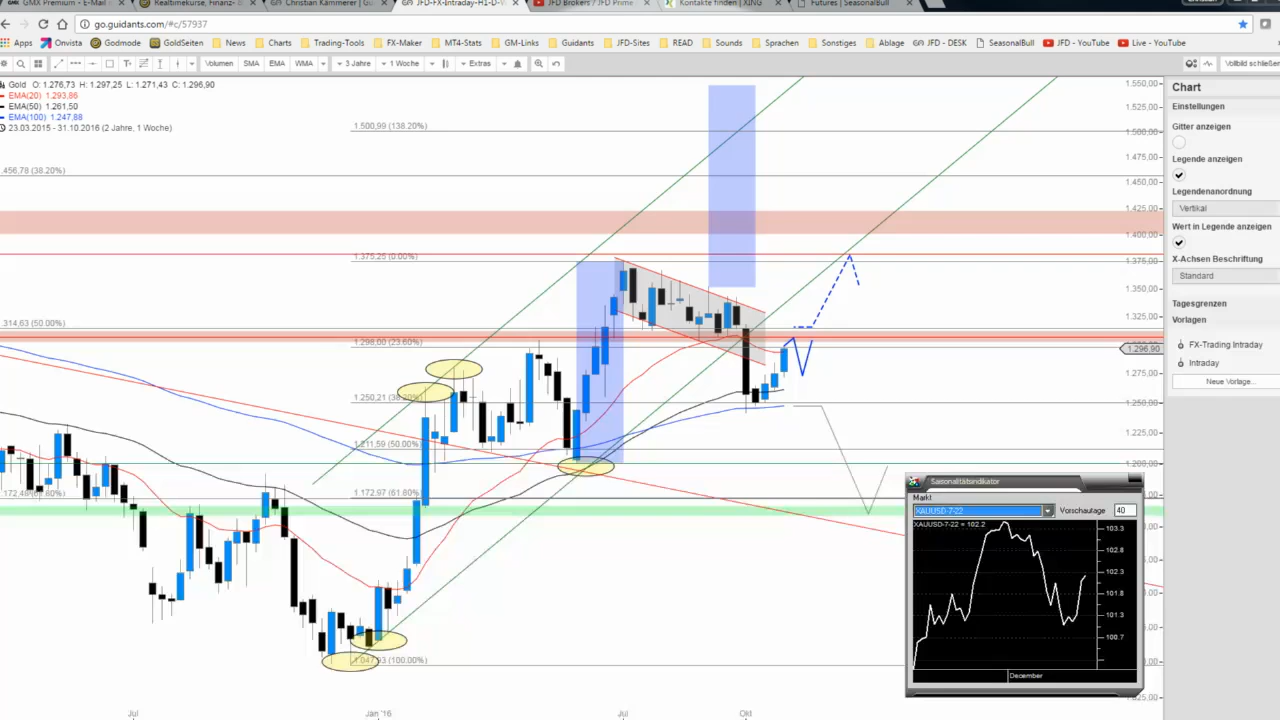 GMX Premium - E-Mail
Realbinekurse, Finanz-
Christian Kämmerer | Gui
JFD-FX-Intraday-H1-D-
JFD Brokers / JFD Prime
Kontakte finden | XING
Futures | SeasonalBull
Christian
go.guidants.com/#c/57937
Apps Onvista Godmode GoldSeiten News Charts Trading-Tools FX-Maker MT4-Stats Int-Links Guidants JFD-Sites READ Sounds Sprachen Sonstiges Ablage JFD - DESK SeasonalBull JFD - YouTube Live - YouTube
Volumen SMA EMA WMA 3 Jahre 1 Woche Extras Vollbild schließen
Gold O: 1.276,73 H: 1.297,25 L: 1.271,43 C: 1.296,90
EMA(20) 1.293,86
EMA(50) 1.261,50
EMA(100) 1.247,88
23.03.2015 - 31.10.2016 (2 Jahre, 1 Woche)
1.500,99 (138.20%)
.456,78 (38.20%)
1.375,25 (0.00%)
314,63 (50.00%)
1.298,00 (23.60%)
1.250,21 (38.20%)
1.211,59 (50.00%)
1.172,97 (61.80%)
1.047,93 (100.00%)
1.550,00
1.525,00
1.500,00
1.475,00
1.450,00
1.425,00
1.400,00
1.375,00
1.350,00
1.325,00
1.296,90
1.275,00
1.250,00
1.225,00
1.200,00
Jul
Jan '16
Jul
Okt
Chart
Einstellungen
Gitter anzeigen
Legende anzeigen
Legendenanordnung
Vertikal
Wert in Legende anzeigen
X-Achsen Beschriftung
Standard
Tagesgrenzen
Vorlagen
FX-Trading Intraday
Intraday
Neue Vorlage...
Saisonalitätsindikator
Markt
XAUUSD-7-22 Vorschautage 40
XAUUSD-7-22 = 102.2
103.3
102.8
102.3
101.8
101.3
100.7
December